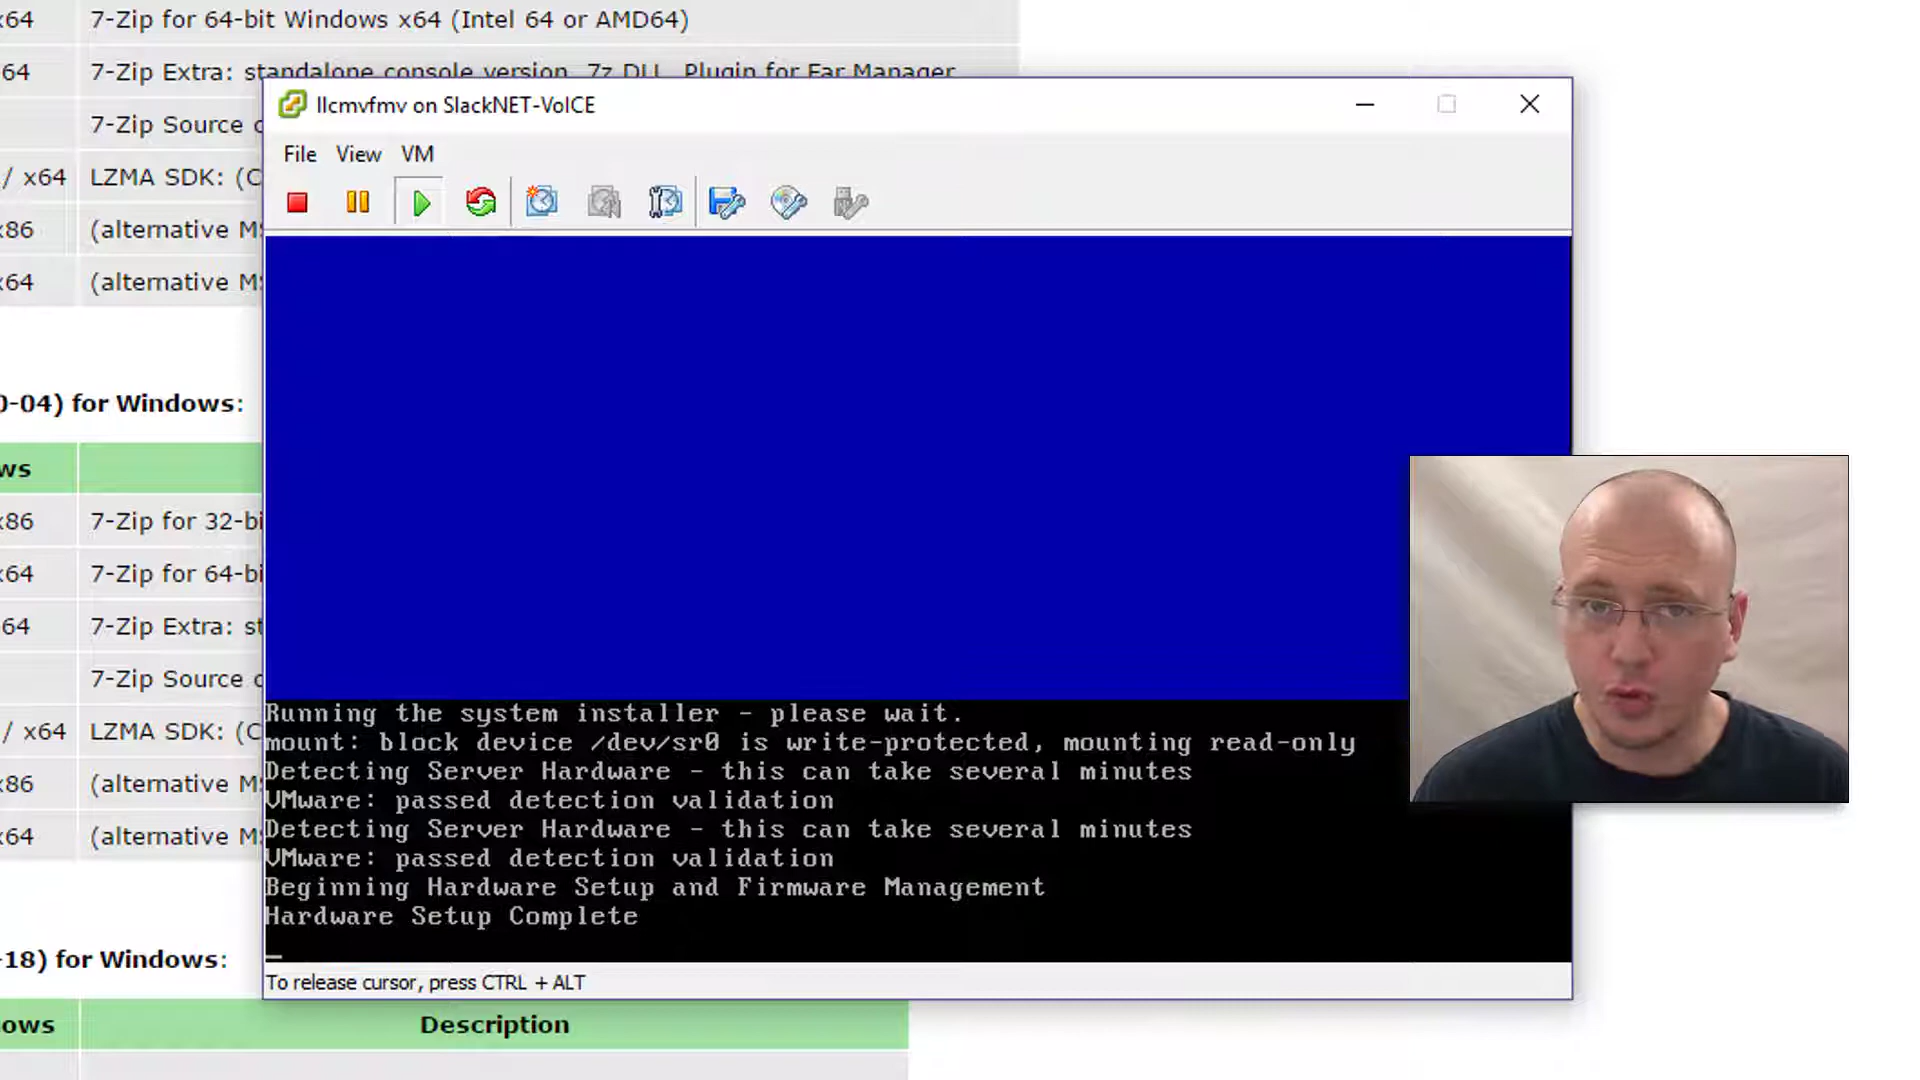 x64 7-Zip for 64-bit Windows x64 (Intel 64 or AMD64)
64 7-Zip Extra: standalone console version, 7z DLL, Plugin for Far Manager
7-Zip Source
/ x64 LZMA SDK: (C
x86 (alternative MS
x64 (alternative MS
0-04) for Windows:
ws
x86 7-Zip for 32-bi
x64 7-Zip for 64-bi
64 7-Zip Extra: st
7-Zip Source
/ x64 LZMA SDK: (C
x86 (alternative MS
x64 (alternative MS
-18) for Windows:
ows Description
llcmvfmv on SlackNET-VoICE
File View VM
Running the system installer - please wait.
mount: block device /dev/sr0 is write-protected, mounting read-only
Detecting Server Hardware - this can take several minutes
VMware: passed detection validation
Detecting Server Hardware - this can take several minutes
VMware: passed detection validation
Beginning Hardware Setup and Firmware Management
Hardware Setup Complete
To release cursor, press CTRL + ALT